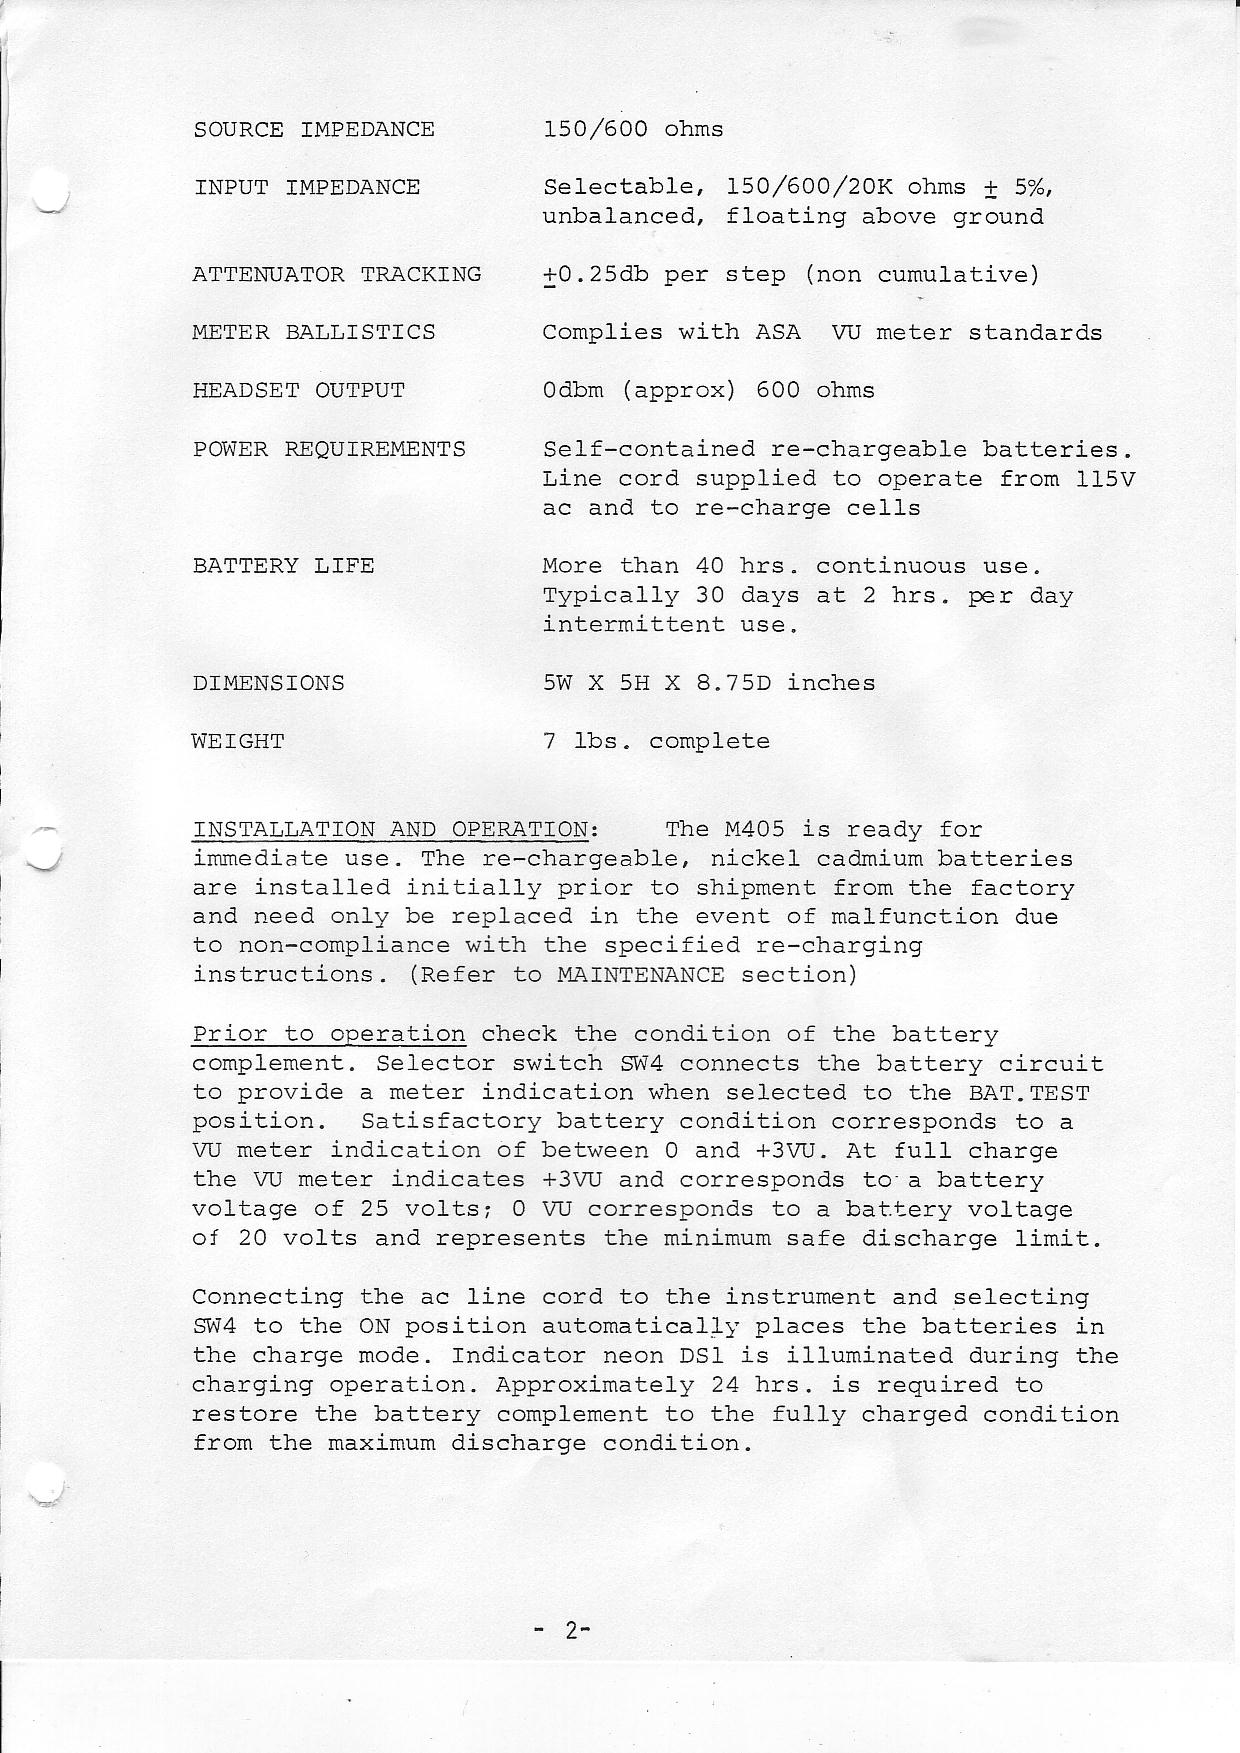 SOURCE IMPEDANCE 150/600 ohms
INPUT IMPEDANCE Selectable, 150/600/20K ohms ± 5%,
unbalanced, floating above ground
ATTENUATOR TRACKING ±0.25db per step (non cumulative)
METER BALLISTICS Complies with ASA VU meter standards
HEADSET OUTPUT 0dbm (approx) 600 ohms
POWER REQUIREMENTS Self-contained re-chargeable batteries.
Line cord supplied to operate from 115V
ac and to re-charge cells
BATTERY LIFE More than 40 hrs. continuous use.
Typically 30 days at 2 hrs. per day
intermittent use.
DIMENSIONS 5W X 5H X 8.75D inches
WEIGHT 7 lbs. complete
INSTALLATION AND OPERATION: The M405 is ready for
immediate use. The re-chargeable, nickel cadmium batteries
are installed initially prior to shipment from the factory
and need only be replaced in the event of malfunction due
to non-compliance with the specified re-charging
instructions. (Refer to MAINTENANCE section)
Prior to operation check the condition of the battery
complement. Selector switch SW4 connects the battery circuit
to provide a meter indication when selected to the BAT.TEST
position. Satisfactory battery condition corresponds to a
VU meter indication of between 0 and +3VU. At full charge
the VU meter indicates +3VU and corresponds to a battery
voltage of 25 volts; 0 VU corresponds to a battery voltage
of 20 volts and represents the minimum safe discharge limit.
Connecting the ac line cord to the instrument and selecting
SW4 to the ON position automatically places the batteries in
the charge mode. Indicator neon DS1 is illuminated during the
charging operation. Approximately 24 hrs. is required to
restore the battery complement to the fully charged condition
from the maximum discharge condition.
- 2-